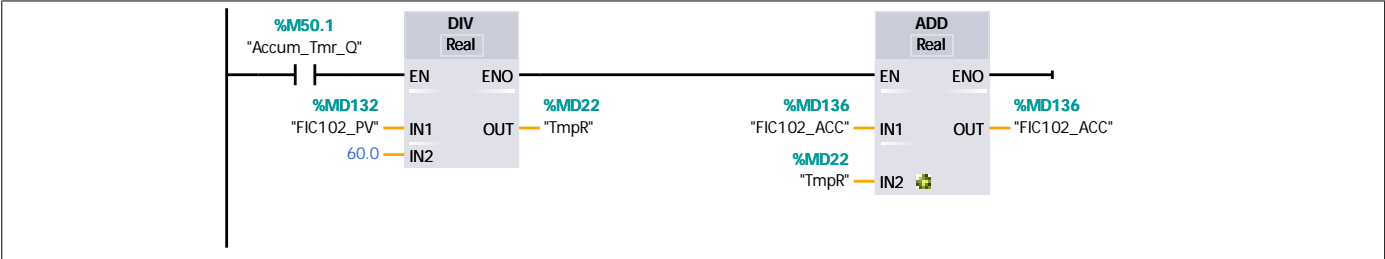 %M50.1
"Accum_Tmr_Q"
DIV
Real
EN
ENO
%MD132
"FIC102_PV"
IN1
60.0
IN2
OUT
%MD22
"TmpR"
ADD
Real
EN
ENO
%MD136
"FIC102_ACC"
IN1
%MD22
"TmpR"
IN2
OUT
%MD136
"FIC102_ACC"